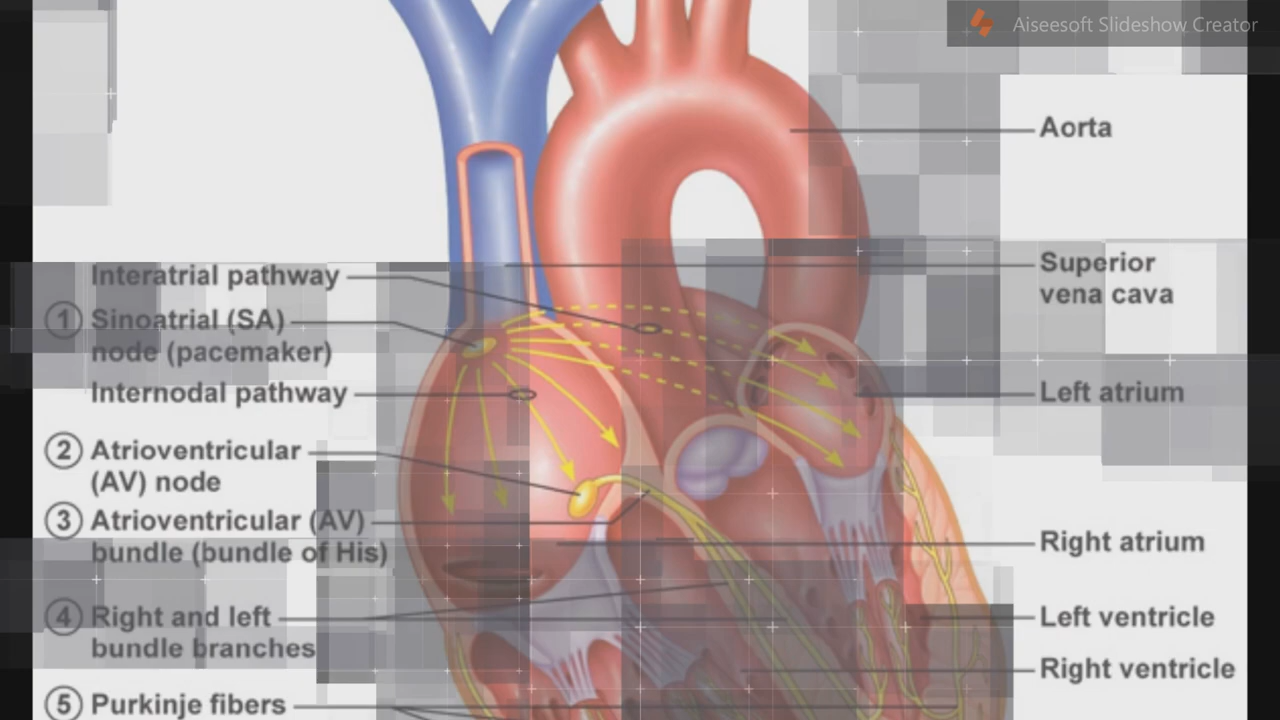 Aiseesoft Slideshow Creator
Aorta
Superior
vena cava
Left atrium
Right atrium
Left ventricle
Right ventricle
Interatrial pathway
1 Sinoatrial (SA)
node (pacemaker)
Internodal pathway
2 Atrioventricular
(AV) node
3 Atrioventricular (AV)
bundle (bundle of His)
4 Right and left
bundle branches
5 Purkinje fibers